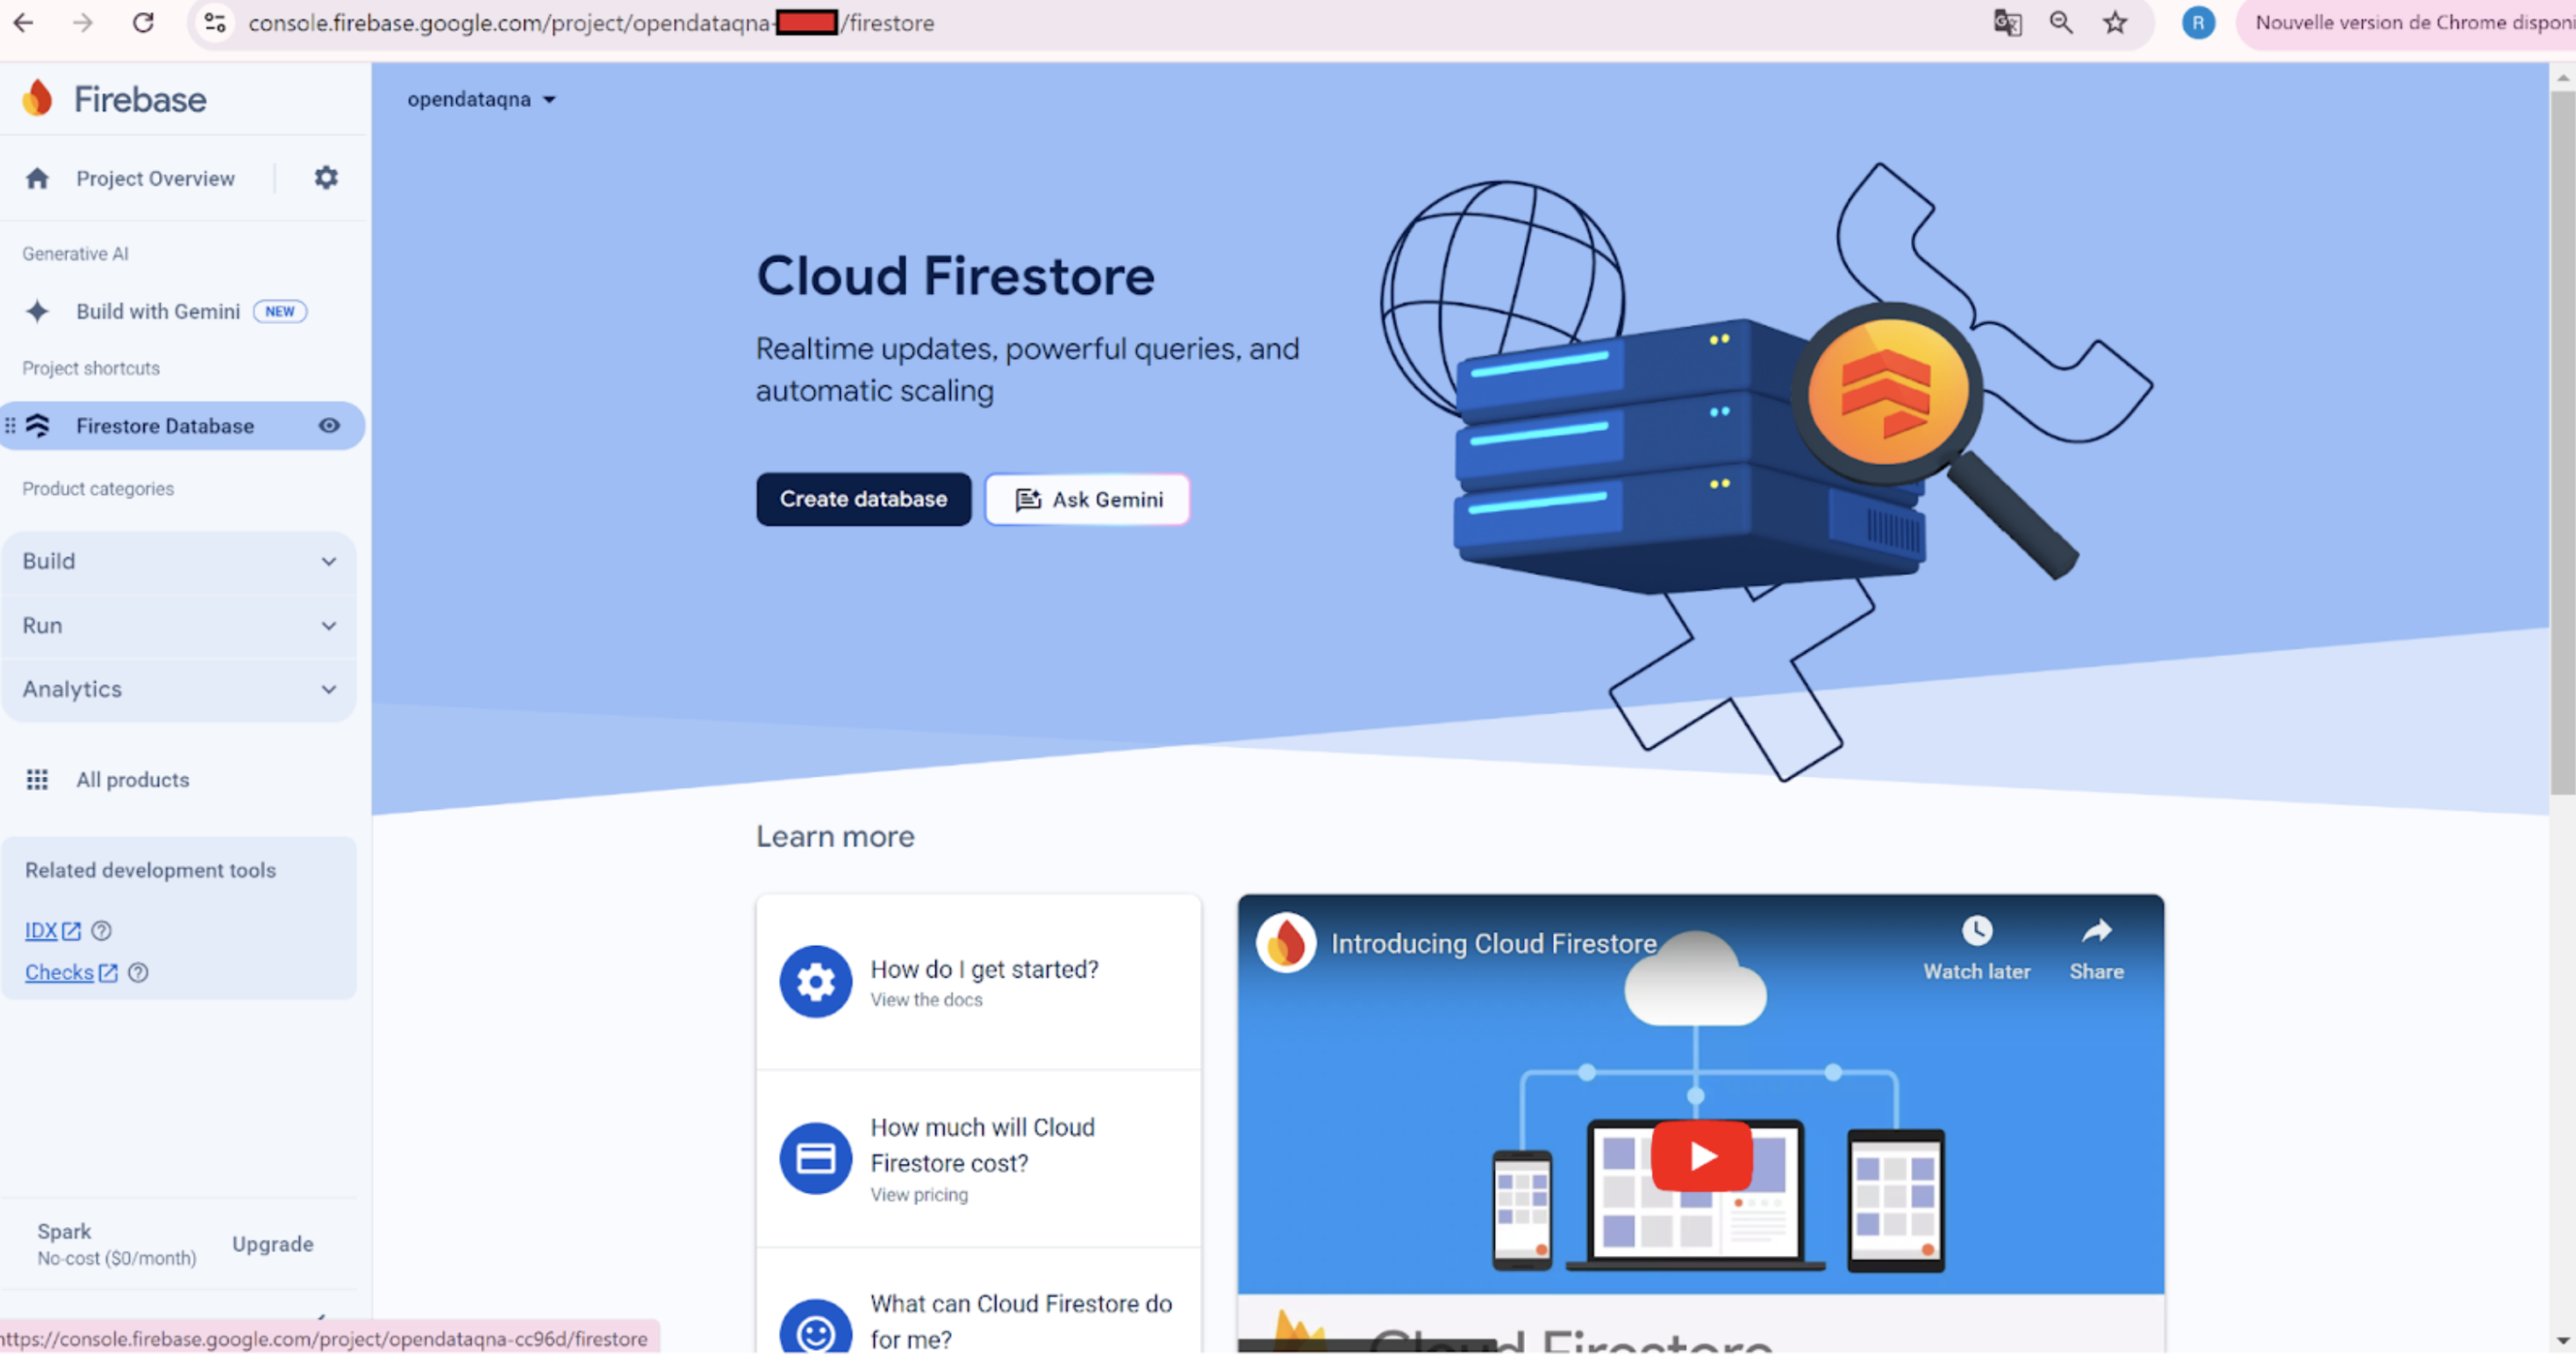 console.firebase.google.com/project/opendataqna-
/firestore
R
Nouvelle version de Chrome disponi
Firebase
opendataqna
Project Overview
Generative AI
Build with Gemini NEW
Project shortcuts
Firestore Database
Product categories
Build
Run
Analytics
All products
Related development tools
IDX
Checks
Spark
No-cost ($0/month)
Upgrade
https://console.firebase.google.com/project/opendataqna-cc96d/firestore
Cloud Firestore
Realtime updates, powerful queries, and
automatic scaling
Create database
Ask Gemini
Learn more
How do I get started?
View the docs
How much will Cloud
Firestore cost?
View pricing
What can Cloud Firestore do
for me?
Introducing Cloud Firestore
Watch later
Share
Cloud Firestore